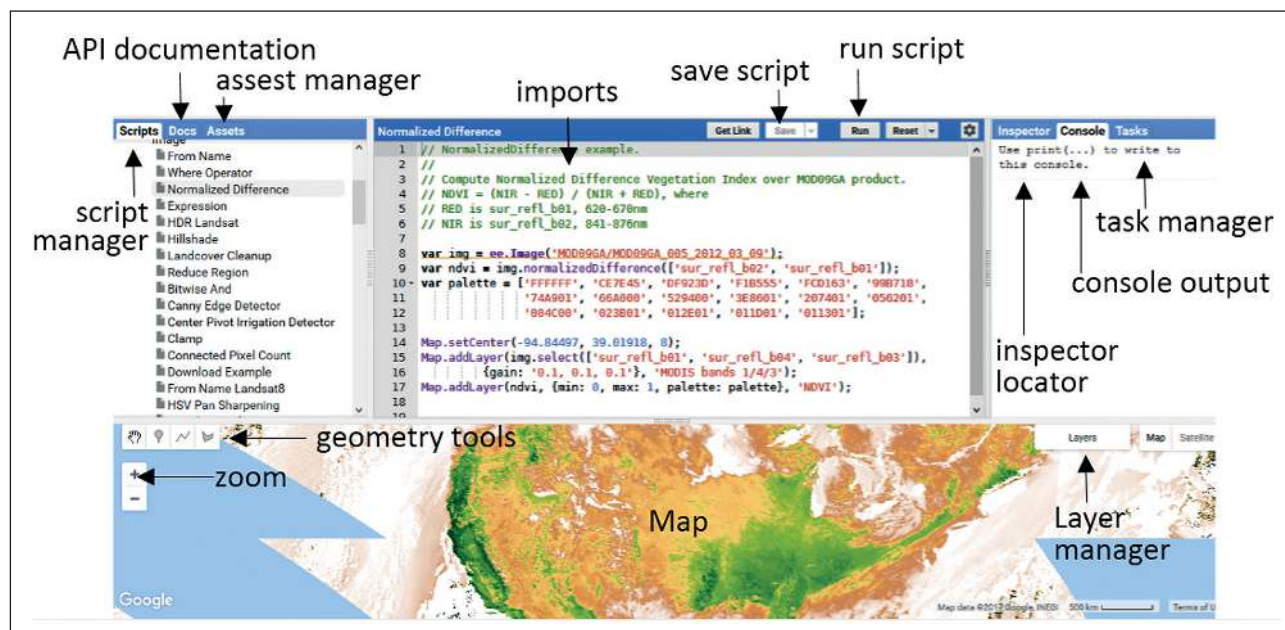 API documentation
assest manager
imports
save script
run script
Scripts Docs Assets
Normalized Difference
Get Link Save Run Reset
Inspector Console Tasks
Image
From Name
Where Operator
Normalized Difference
Expression
HDR Landsat
Hillshade
Landcover Cleanup
Reduce Region
Bitwise And
Canny Edge Detector
Center Pivot Irrigation Detector
Clamp
Connected Pixel Count
Download Example
From Name Landsat8
HSV Pan Sharpening
script
manager
1 // NormalizedDifference example.
2 //
3 // Compute Normalized Difference Vegetation Index over MOD09GA product.
4 // NDVI = (NIR - RED) / (NIR + RED), where
5 // RED is sur_refl_b01, 620-670nm
6 // NIR is sur_refl_b02, 841-876nm
7
8 var img = ee.Image('MOD09GA/MOD09GA_005_2012_03_09');
9 var ndvi = img.normalizedDifference(['sur_refl_b02', 'sur_refl_b01']);
10 var palette = ['FFFFFF', 'CE7E45', 'DF923D', 'F1B555', 'FCD163', '99B718',
11 '74A901', '66A000', '529400', '3E8601', '207401', '056201',
12 '004C00', '023B01', '012E01', '011D01', '011301'];
13
14 Map.setCenter(-94.84497, 39.01918, 8);
15 Map.addLayer(img.select(['sur_refl_b01', 'sur_refl_b04', 'sur_refl_b03']),
16 {gain: '0.1, 0.1, 0.1'}, 'MODIS bands 1/4/3');
17 Map.addLayer(ndvi, {min: 0, max: 1, palette: palette}, 'NDVI');
18
19
Use print(...) to write to
this console.
task manager
console output
inspector
locator
geometry tools
zoom
+
-
Map
Layers
Map Satellite
Layer
manager
Google
Map data ©2017 Google, INEGI 500 km Terms of U